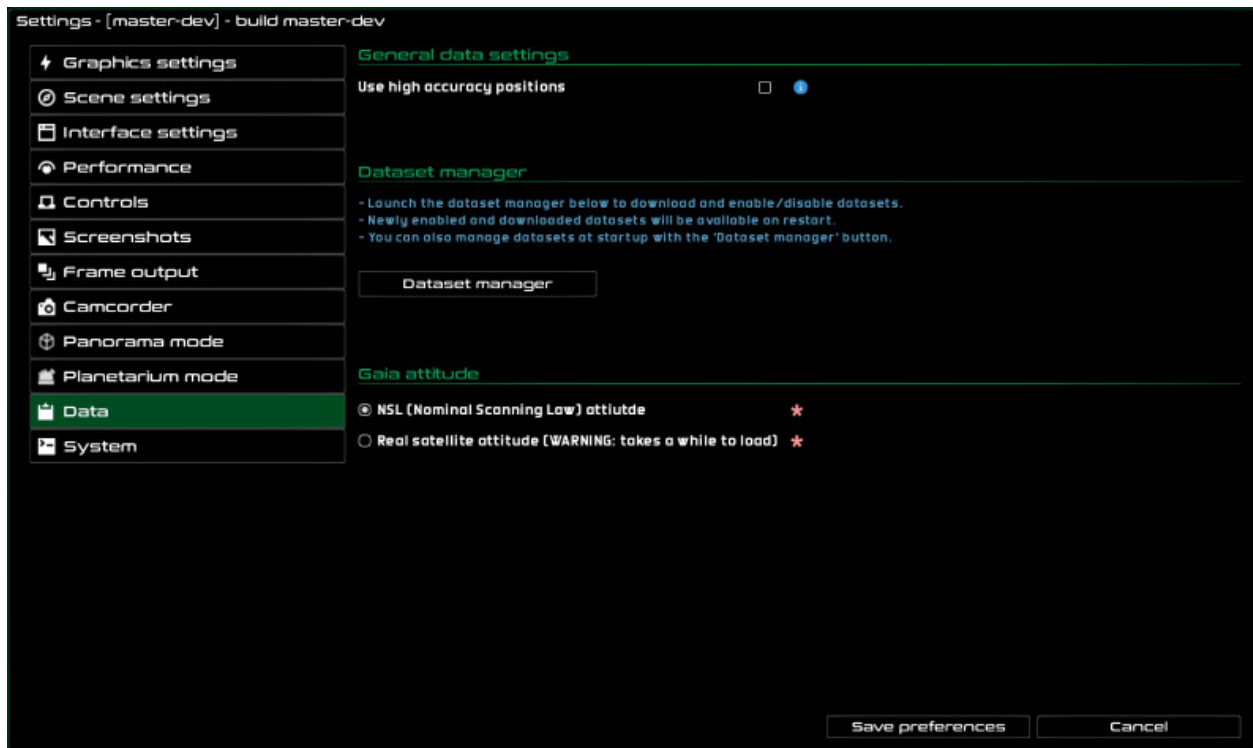 Settings - [master-dev] - build master-dev
Graphics settings
Scene settings
Interface settings
Performance
Controls
Screenshots
Frame output
Camcorder
Panorama mode
Planetarium mode
Data
System
General data settings
Use high accuracy positions
Dataset manager
- Launch the dataset manager below to download and enable/disable datasets.
- Newly enabled and downloaded datasets will be available on restart.
- You can also manage datasets at startup with the 'Dataset manager' button.
Dataset manager
Gaia attitude
NSL (Nominal Scanning Law) attiutde *
Real satellite attitude (WARNING: takes a while to load) *
Save preferences
Cancel